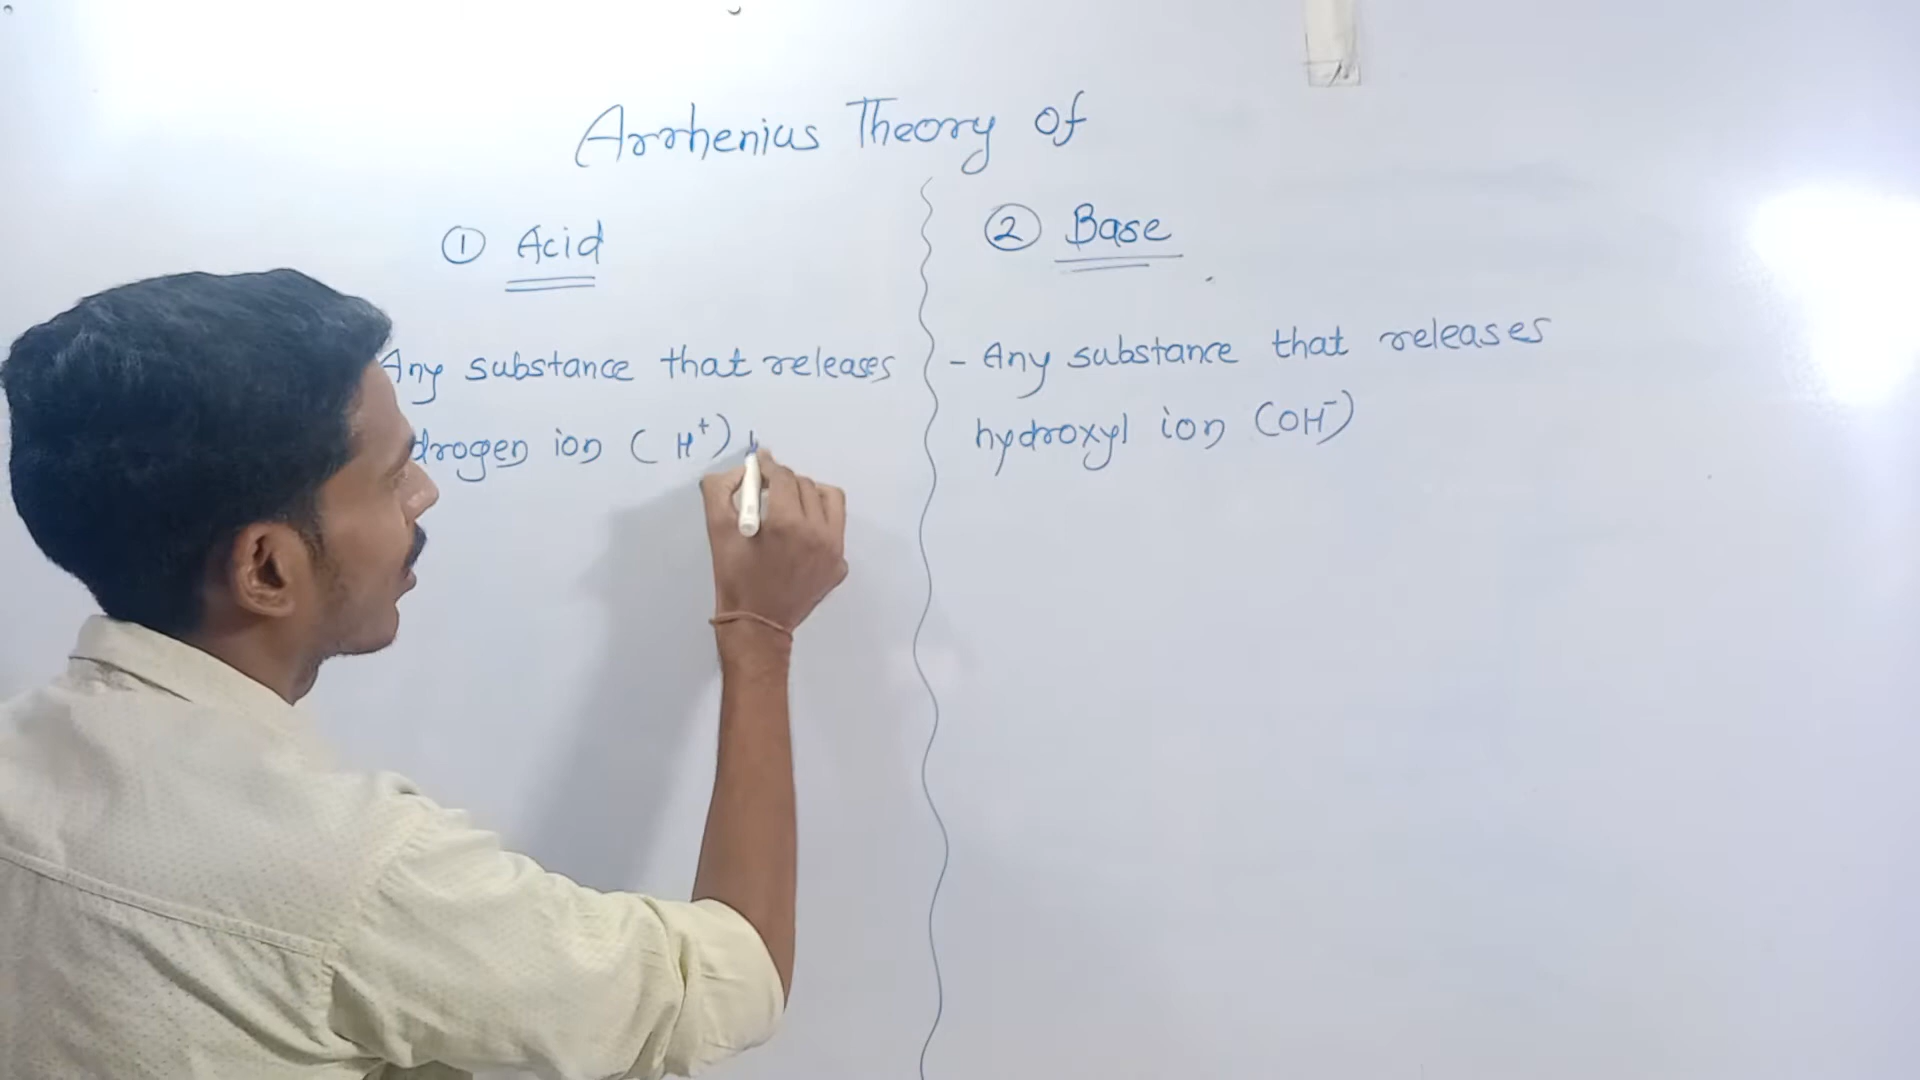 Arrhenius Theory of
① Acid
Any substance that releases
drogen ion (H⁺)
② Base
- Any substance that releases
hydroxyl ion (OH⁻)